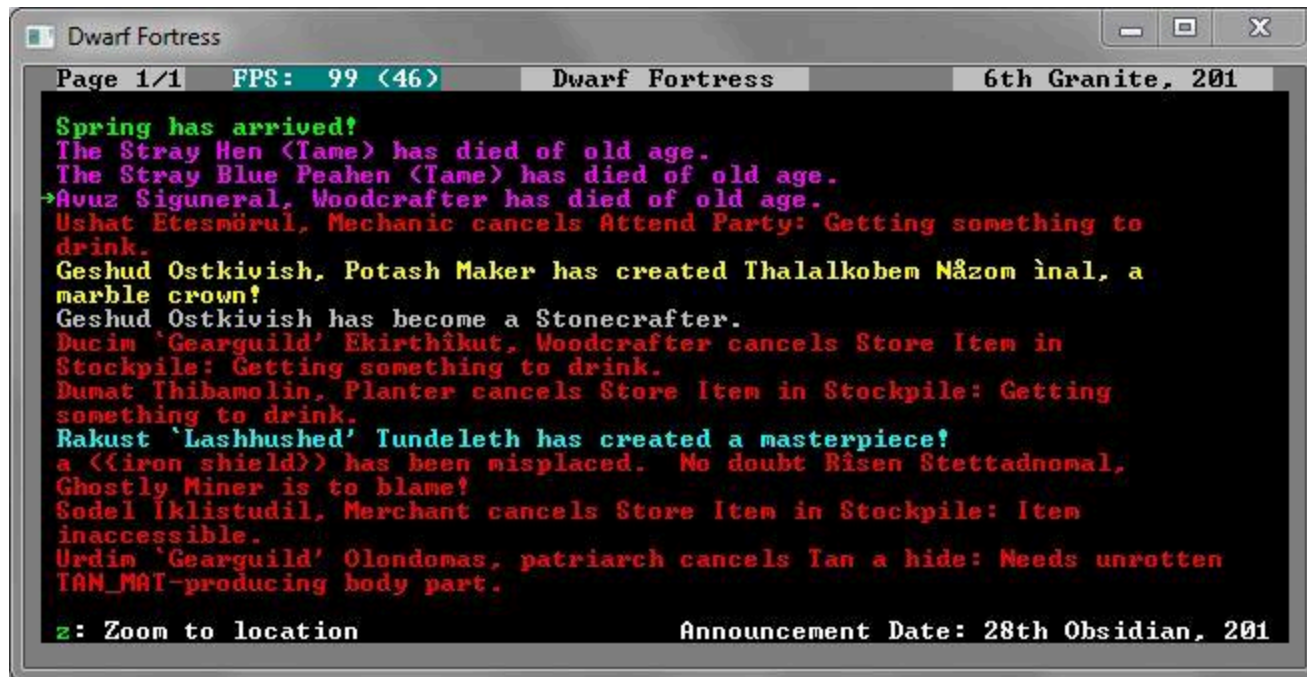 Dwarf Fortress
Page 1/1 FPS: 99 (46) Dwarf Fortress 6th Granite, 201
Spring has arrived!
The Stray Hen (Tame) has died of old age.
The Stray Blue Peahen (Tame) has died of old age.
→Avuz Siguneral, Woodcrafter has died of old age.
Ushat Etesmörul, Mechanic cancels Attend Party: Getting something to
drink.
Geshud Ostkivish, Potash Maker has created Thalalkobem Nåzom ìnal, a
marble crown!
Geshud Ostkivish has become a Stonecrafter.
Ducim `Gearguild' Ekirthîkut, Woodcrafter cancels Store Item in
Stockpile: Getting something to drink.
Dumat Thibamolin, Planter cancels Store Item in Stockpile: Getting
something to drink.
Rakust `Lashhushed' Tundeleth has created a masterpiece!
a ({iron shield}) has been misplaced. No doubt Rîsen Stettadnomal,
Ghostly Miner is to blame!
Sodel Iklistudil, Merchant cancels Store Item in Stockpile: Item
inaccessible.
Urdim `Gearguild' Olondomas, patriarch cancels Tan a hide: Needs unrotten
TAN_MAT-producing body part.
z: Zoom to location Announcement Date: 28th Obsidian, 201